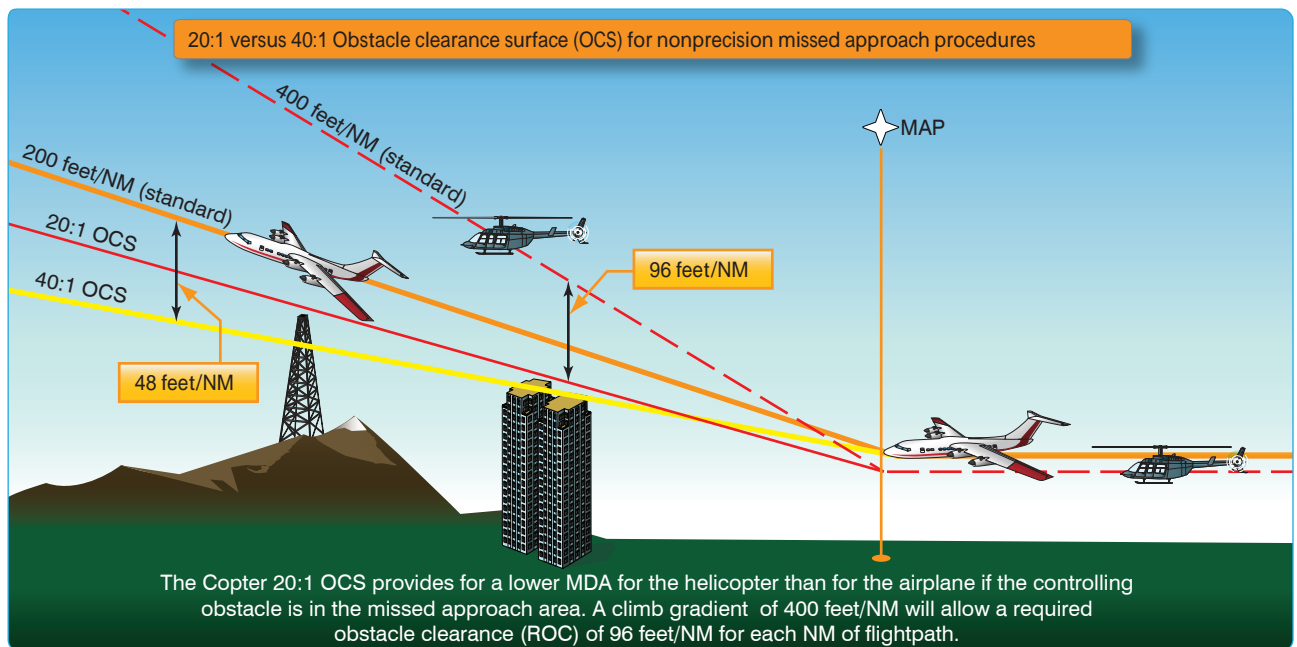 20:1 versus 40:1 Obstacle clearance surface (OCS) for nonprecision missed approach procedures
400 feet/NM (standard)
MAP
200 feet/NM (standard)
20:1 OCS
96 feet/NM
40:1 OCS
48 feet/NM
The Copter 20:1 OCS provides for a lower MDA for the helicopter than for the airplane if the controlling
obstacle is in the missed approach area. A climb gradient of 400 feet/NM will allow a required
obstacle clearance (ROC) of 96 feet/NM for each NM of flightpath.